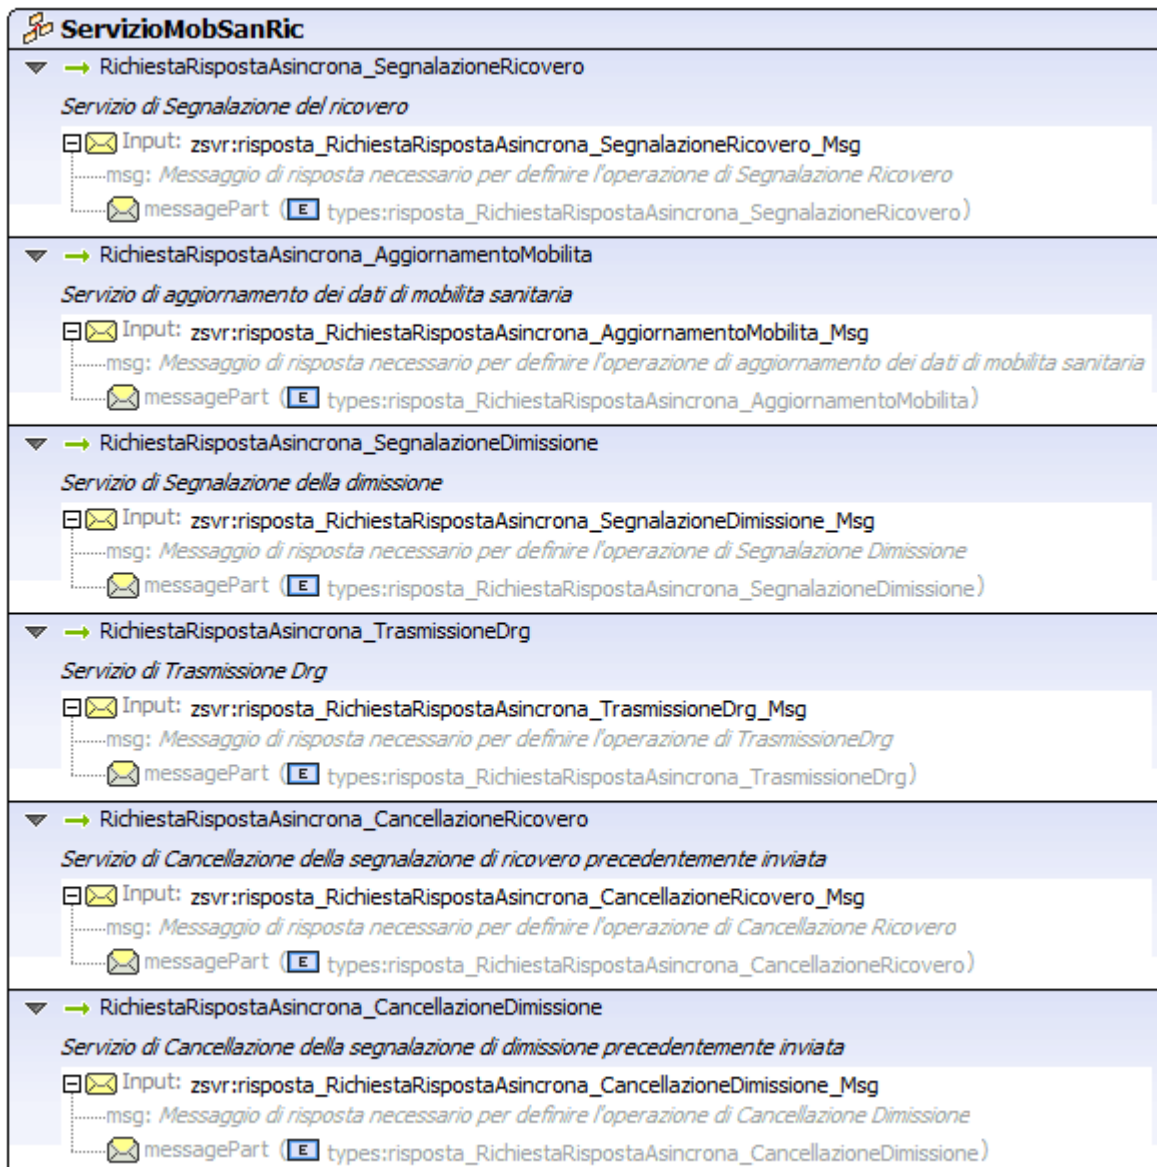 ServizioMobSanRic
RichiestaRispostaAsincrona_SegnalazioneRicovero
Servizio di Segnalazione del ricovero
Input: zsvr:risposta_RichiestaRispostaAsincrona_SegnalazioneRicovero_Msg
msg: Messaggio di risposta necessario per definire l'operazione di Segnalazione Ricovero
messagePart (E types:risposta_RichiestaRispostaAsincrona_SegnalazioneRicovero)
RichiestaRispostaAsincrona_AggiornamentoMobilita
Servizio di aggiornamento dei dati di mobilita sanitaria
Input: zsvr:risposta_RichiestaRispostaAsincrona_AggiornamentoMobilita_Msg
msg: Messaggio di risposta necessario per definire l'operazione di aggiornamento dei dati di mobilita sanitaria
messagePart (E types:risposta_RichiestaRispostaAsincrona_AggiornamentoMobilita)
RichiestaRispostaAsincrona_SegnalazioneDimissione
Servizio di Segnalazione della dimissione
Input: zsvr:risposta_RichiestaRispostaAsincrona_SegnalazioneDimissione_Msg
msg: Messaggio di risposta necessario per definire l'operazione di Segnalazione Dimissione
messagePart (E types:risposta_RichiestaRispostaAsincrona_SegnalazioneDimissione)
RichiestaRispostaAsincrona_TrasmissioneDrg
Servizio di Trasmissione Drg
Input: zsvr:risposta_RichiestaRispostaAsincrona_TrasmissioneDrg_Msg
msg: Messaggio di risposta necessario per definire l'operazione di TrasmissioneDrg
messagePart (E types:risposta_RichiestaRispostaAsincrona_TrasmissioneDrg)
RichiestaRispostaAsincrona_CancellazioneRicovero
Servizio di Cancellazione della segnalazione di ricovero precedentemente inviata
Input: zsvr:risposta_RichiestaRispostaAsincrona_CancellazioneRicovero_Msg
msg: Messaggio di risposta necessario per definire l'operazione di Cancellazione Ricovero
messagePart (E types:risposta_RichiestaRispostaAsincrona_CancellazioneRicovero)
RichiestaRispostaAsincrona_CancellazioneDimissione
Servizio di Cancellazione della segnalazione di dimissione precedentemente inviata
Input: zsvr:risposta_RichiestaRispostaAsincrona_CancellazioneDimissione_Msg
msg: Messaggio di risposta necessario per definire l'operazione di Cancellazione Dimissione
messagePart (E types:risposta_RichiestaRispostaAsincrona_CancellazioneDimissione)